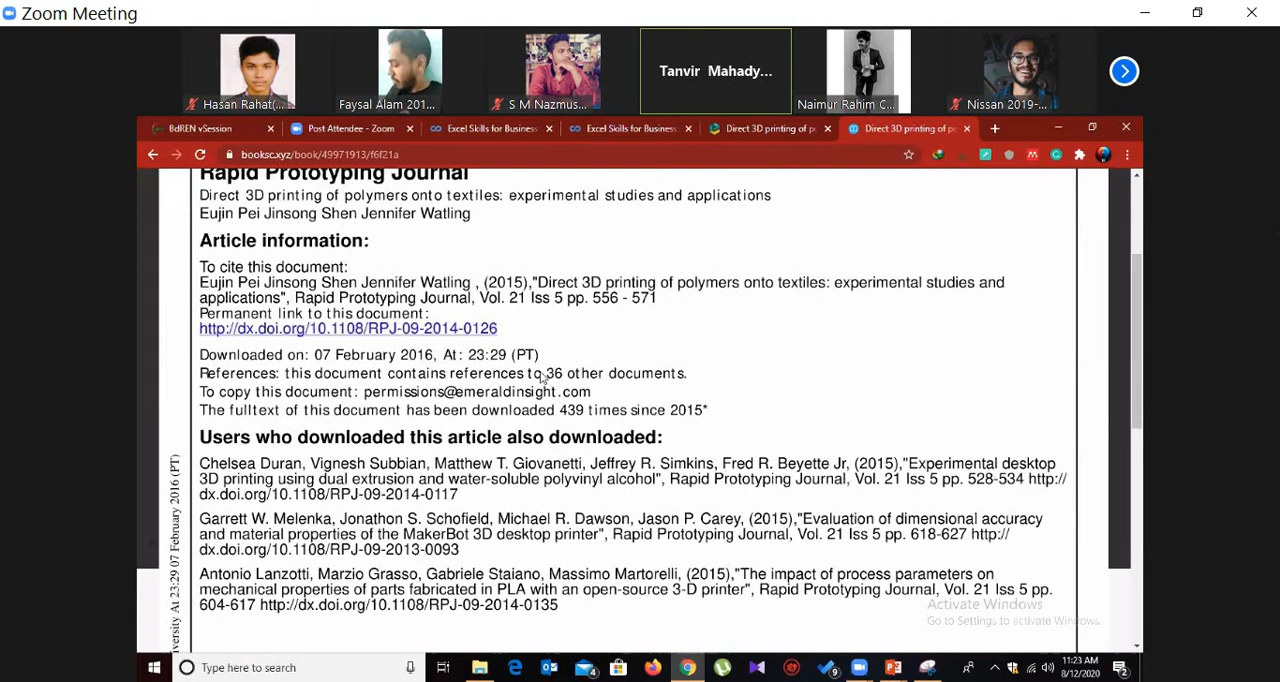 Zoom Meeting
Hasan Rahat(...
Faysal Alam 201...
S M Nazmus...
Tanvir Mahady...
Naimur Rahim C...
Nissan 2019-...
BdREN vSession
Post Attendee - Zoom
Excel Skills for Business
Excel Skills for Business
Direct 3D printing of p
Direct 3D printing of p
booksc.xyz/book/49971913/f6f21a
Rapid Prototyping Journal
Direct 3D printing of polymers onto textiles: experimental studies and applications
Eujin Pei Jinsong Shen Jennifer Watling
Article information:
To cite this document:
Eujin Pei Jinsong Shen Jennifer Watling , (2015),"Direct 3D printing of polymers onto textiles: experimental studies and
applications", Rapid Prototyping Journal, Vol. 21 Iss 5 pp. 556 - 571
Permanent link to this document:
http://dx.doi.org/10.1108/RPJ-09-2014-0126
Downloaded on: 07 February 2016, At: 23:29 (PT)
References: this document contains references to 36 other documents.
To copy this document: permissions@emeraldinsight.com
The fulltext of this document has been downloaded 439 times since 2015*
Users who downloaded this article also downloaded:
Chelsea Duran, Vignesh Subbian, Matthew T. Giovanetti, Jeffrey R. Simkins, Fred R. Beyette Jr, (2015),"Experimental desktop
3D printing using dual extrusion and water-soluble polyvinyl alcohol", Rapid Prototyping Journal, Vol. 21 Iss 5 pp. 528-534 http://
dx.doi.org/10.1108/RPJ-09-2014-0117
Garrett W. Melenka, Jonathon S. Schofield, Michael R. Dawson, Jason P. Carey, (2015),"Evaluation of dimensional accuracy
and material properties of the MakerBot 3D desktop printer", Rapid Prototyping Journal, Vol. 21 Iss 5 pp. 618-627 http://
dx.doi.org/10.1108/RPJ-09-2013-0093
Antonio Lanzotti, Marzio Grasso, Gabriele Staiano, Massimo Martorelli, (2015),"The impact of process parameters on
mechanical properties of parts fabricated in PLA with an open-source 3-D printer", Rapid Prototyping Journal, Vol. 21 Iss 5 pp.
604-617 http://dx.doi.org/10.1108/RPJ-09-2014-0135
versity At 23:29 07 February 2016 (PT)
Activate Windows
Go to Settings to activate Windows.
Type here to search
4
9
11:23 AM
8/12/2020
2